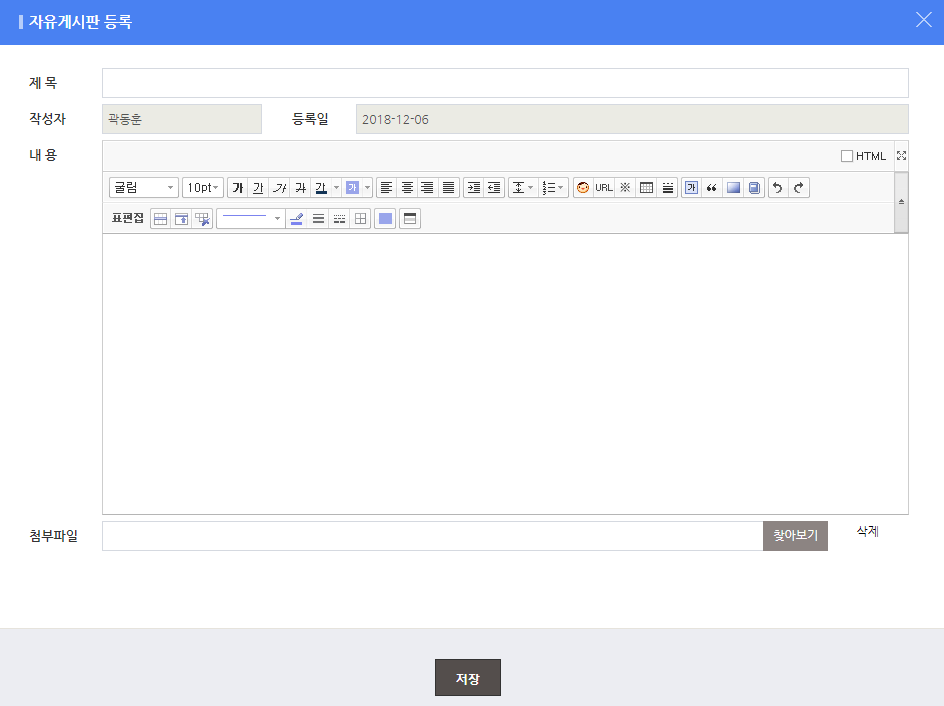 자유게시판 등록
제 목
작성자 곽동훈 등록일 2018-12-06
내 용
HTML
굴림 10pt 가 가 가 가 가 가 URL ※ 가 “
표편집
첨부파일 찾아보기 삭제
저장